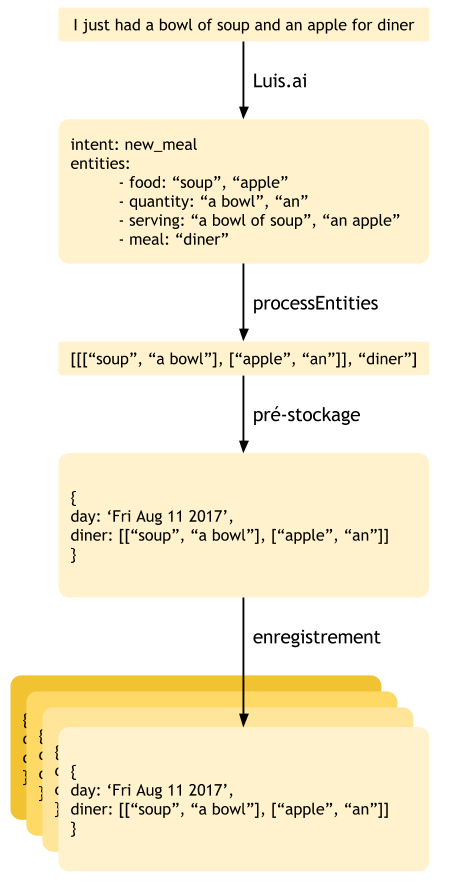 I just had a bowl of soup and an apple for diner
Luis.ai
intent: new_meal
entities:
- food: “soup”, “apple”
- quantity: “a bowl”, “an”
- serving: “a bowl of soup”, “an apple”
- meal: “diner”
processEntities
[[[“soup”, “a bowl”], [“apple”, “an”]], “diner”]
pré-stockage
{
day: ‘Fri Aug 11 2017’,
diner: [[“soup”, “a bowl”], [“apple”, “an”]]
}
enregistrement
{
day: ‘Fri Aug 11 2017’,
diner: [[“soup”, “a bowl”], [“apple”, “an”]]
}